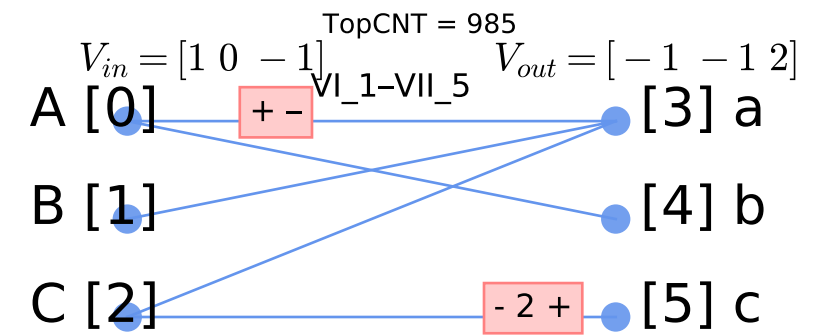 TopCNT = 985
V_{in} = [1 0 −1] V_{out} = [−1 −1 2]
VI_1–VII_5
A [0] + – [3] a
B [1] [4] b
C [2] - 2 + [5] c